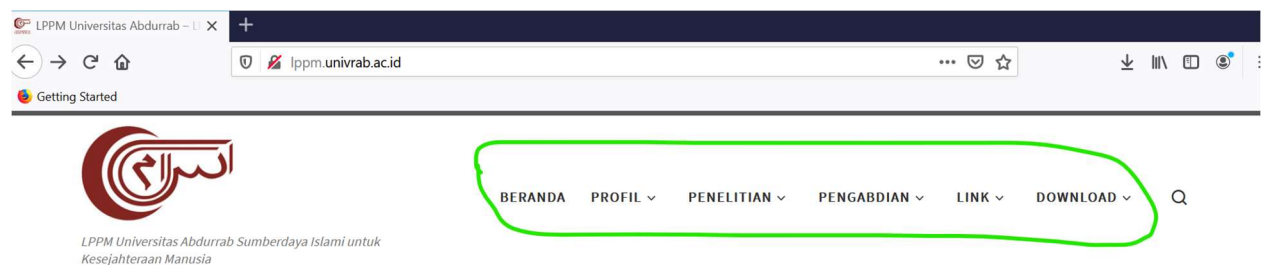 LPPM Universitas Abdurrab –
lppm.univrab.ac.id
Getting Started
BERANDA PROFIL PENELITIAN PENGABDIAN LINK DOWNLOAD
LPPM Universitas Abdurrab Sumberdaya Islami untuk
Kesejahteraan Manusia